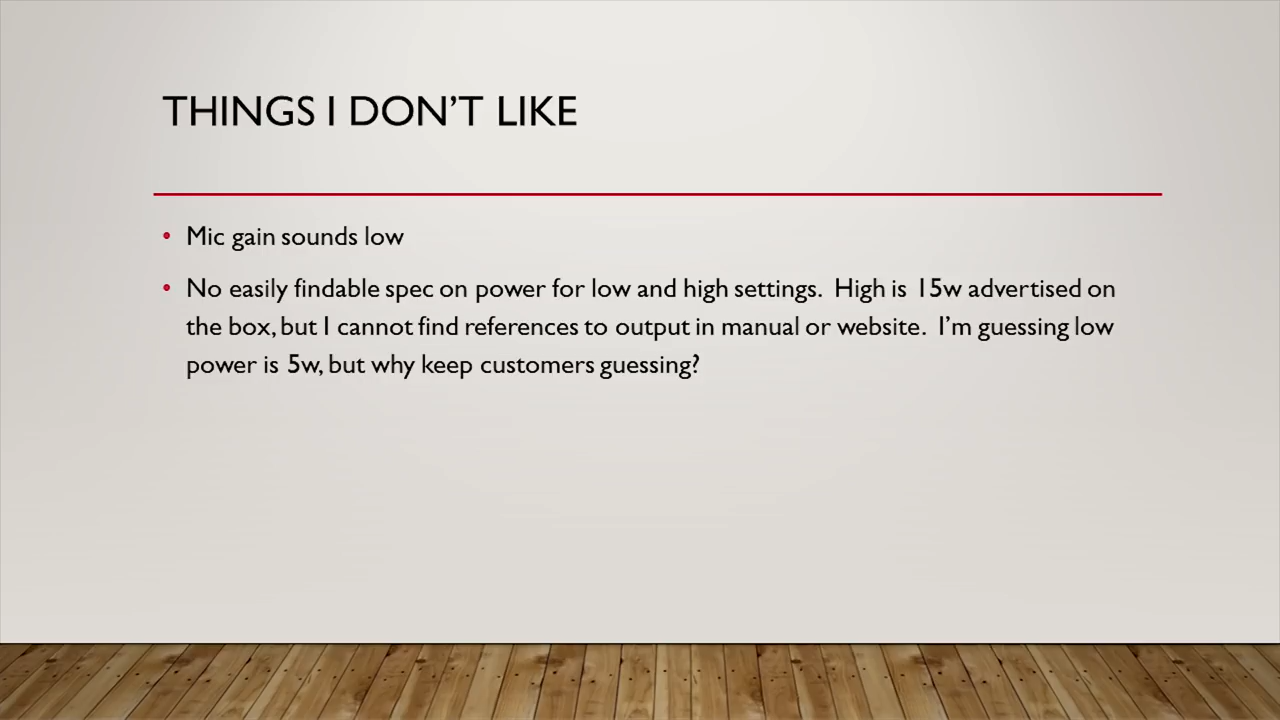 THINGS I DON’T LIKE
• Mic gain sounds low
• No easily findable spec on power for low and high settings.  High is 15w advertised on
the box, but I cannot find references to output in manual or website.  I’m guessing low
power is 5w, but why keep customers guessing?